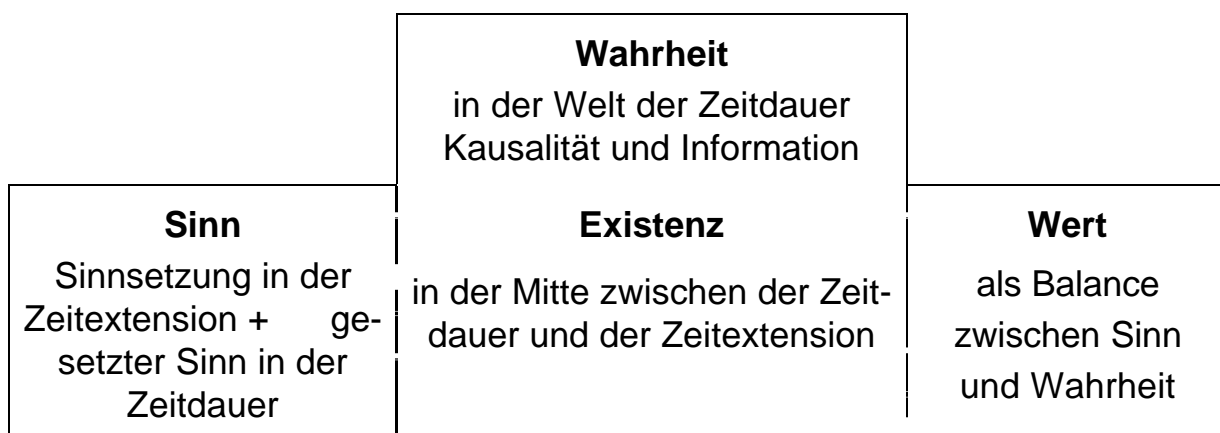 Wahrheit
in der Welt der Zeitdauer
Kausalität und Information
Sinn
Sinnsetzung in der
Zeitextension + ge-
setzter Sinn in der
Zeitdauer
Existenz
in der Mitte zwischen der Zeit-
dauer und der Zeitextension
Wert
als Balance
zwischen Sinn
und Wahrheit